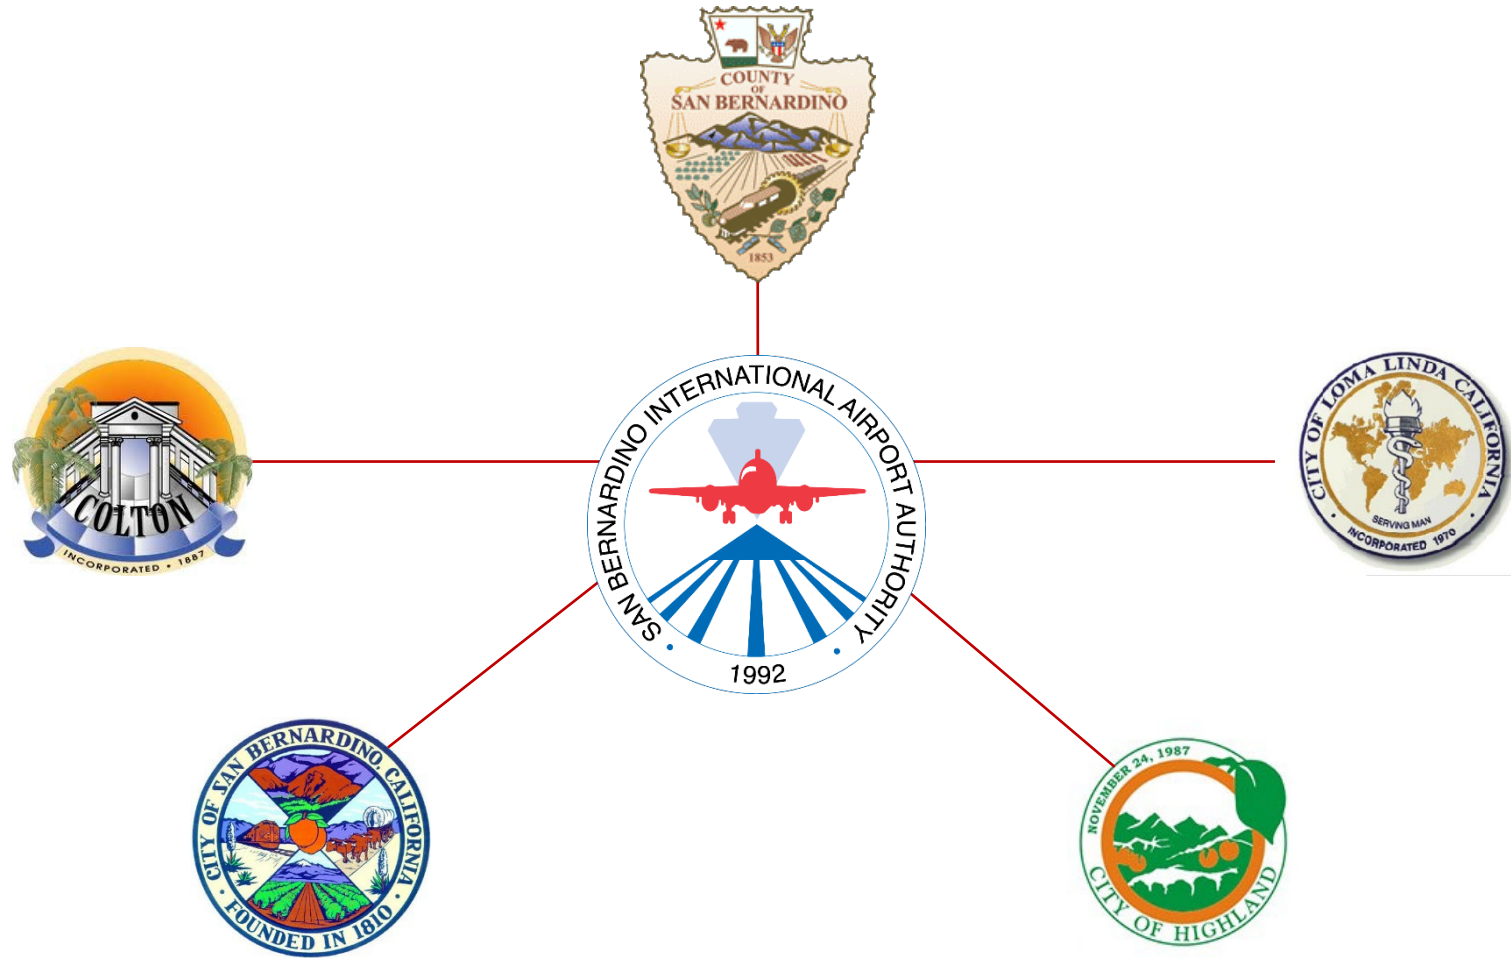 COUNTY
OF
SAN BERNARDINO
1853
COLTON
INCORPORATED • 1887
SAN BERNARDINO INTERNATIONAL AIRPORT AUTHORITY
1992
CITY OF LOMA LINDA CALIFORNIA
SERVING MAN
INCORPORATED 1970
CITY OF SAN BERNARDINO, CALIFORNIA
FOUNDED IN 1810
NOVEMBER 24, 1987
CITY OF HIGHLAND